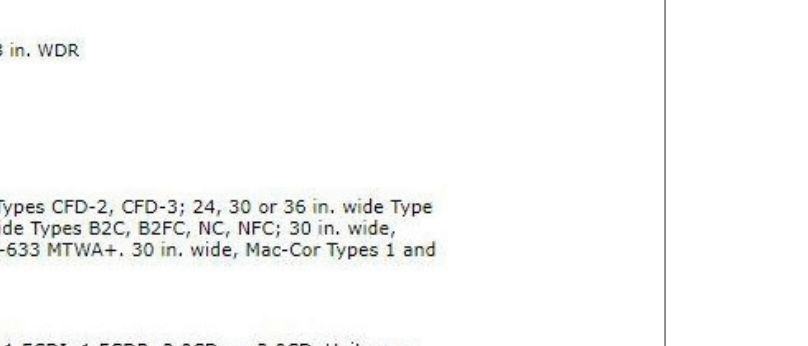 in. WDR
Types CFD-2, CFD-3; 24, 30 or 36 in. wide Type
Types B2C, B2FC, NC, NFC; 30 in. wide,
-633 MTWA+. 30 in. wide, Mac-Cor Types 1 and